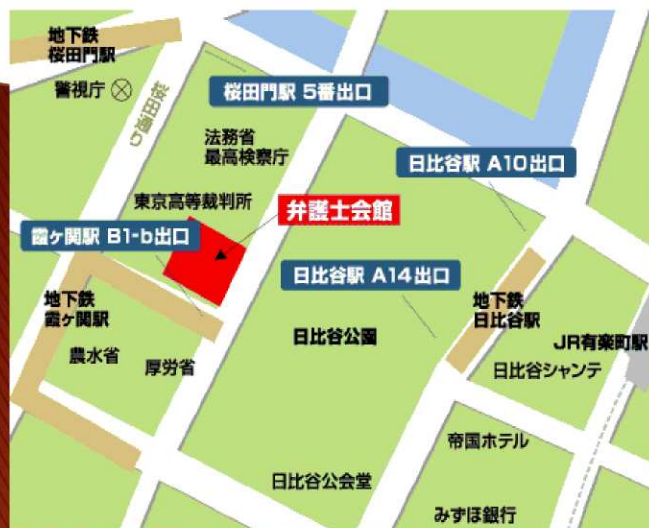 地下鉄
桜田門駅
警視庁
桜田通り
桜田門駅 5番出口
法務省
最高検察庁
日比谷駅 A10出口
東京高等裁判所
弁護士会館
霞ヶ関駅 B1-b出口
日比谷駅 A14出口
地下鉄
霞ヶ関駅
地下鉄
日比谷駅
日比谷公園
JR有楽町駅
農水省
厚労省
日比谷シャンテ
帝国ホテル
日比谷公会堂
みずほ銀行